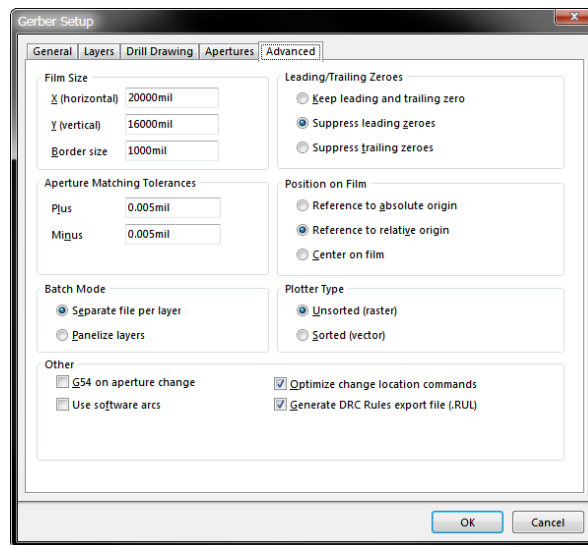 Gerber Setup
General Layers Drill Drawing Apertures Advanced
Film Size
X (horizontal) 20000mil
Y (vertical) 16000mil
Border size 1000mil
Leading/Trailing Zeroes
Keep leading and trailing zero
Suppress leading zeroes
Suppress trailing zeroes
Aperture Matching Tolerances
Plus 0.005mil
Minus 0.005mil
Position on Film
Reference to absolute origin
Reference to relative origin
Center on film
Batch Mode
Separate file per layer
Panelize layers
Plotter Type
Unsorted (raster)
Sorted (vector)
Other
G54 on aperture change
Use software arcs
Optimize change location commands
Generate DRC Rules export file (.RUL)
OK Cancel